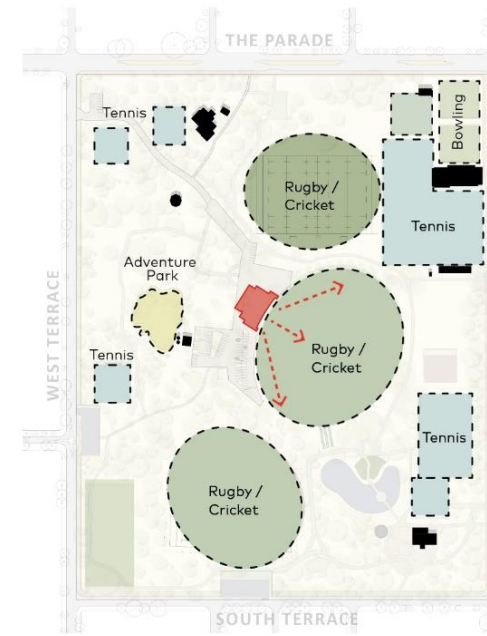 THE PARADE
Tennis
Bowling
Rugby /
Cricket
Tennis
Adventure
Park
WEST TERRACE
Tennis
Rugby /
Cricket
Tennis
Rugby /
Cricket
SOUTH TERRACE